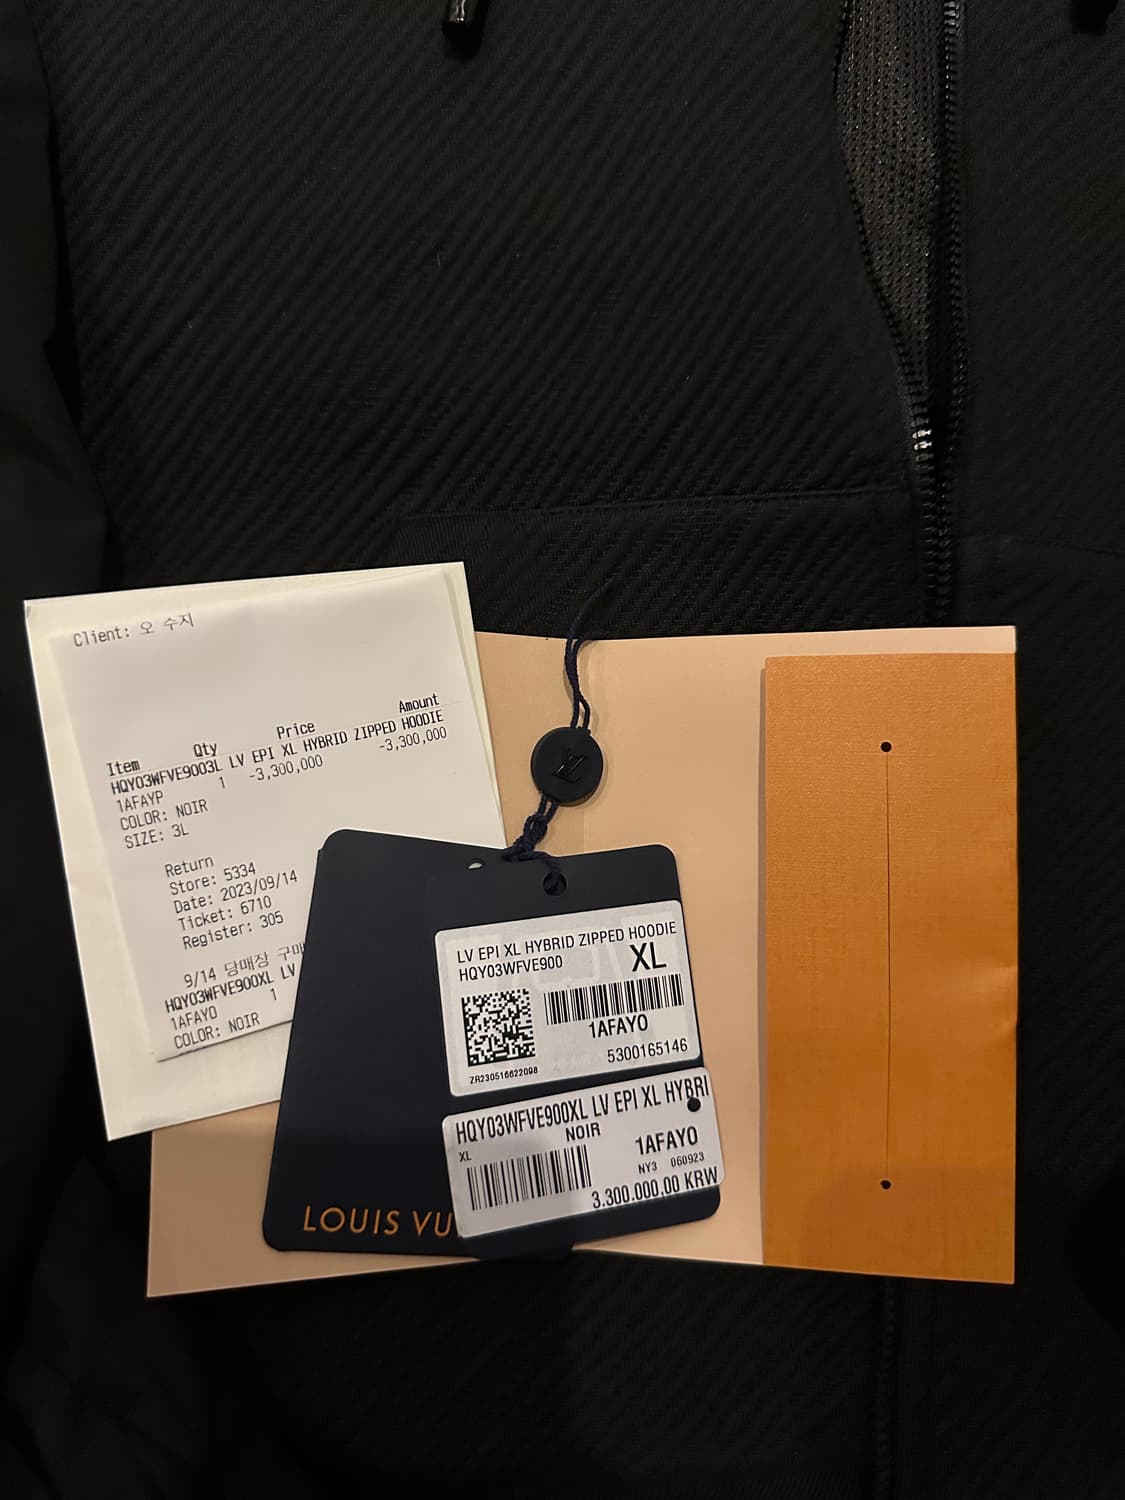 Client: 오 수지
Item Qty Price Amount
HQY03WFVE9003L LV EPI XL HYBRID ZIPPED HOODIE
1AFAYP 1 -3,300,000 -3,300,000
COLOR: NOIR
SIZE: 3L
Return
Store: 5334
Date: 2023/09/14
Ticket: 6710
Register: 305
9/14 당매장 구매
HQY03WFVE900XL LV
1AFAYO 1
COLOR: NOIR
LV
LV EPI XL HYBRID ZIPPED HOODIE
HQY03WFVE900 XL
1AFAYO
5300165146
ZR230516622098
HQY03WFVE900XL LV EPI XL HYBRI
NOIR
XL 1AFAYO
NY3 060923
3.300.000,00 KRW
LOUIS VU